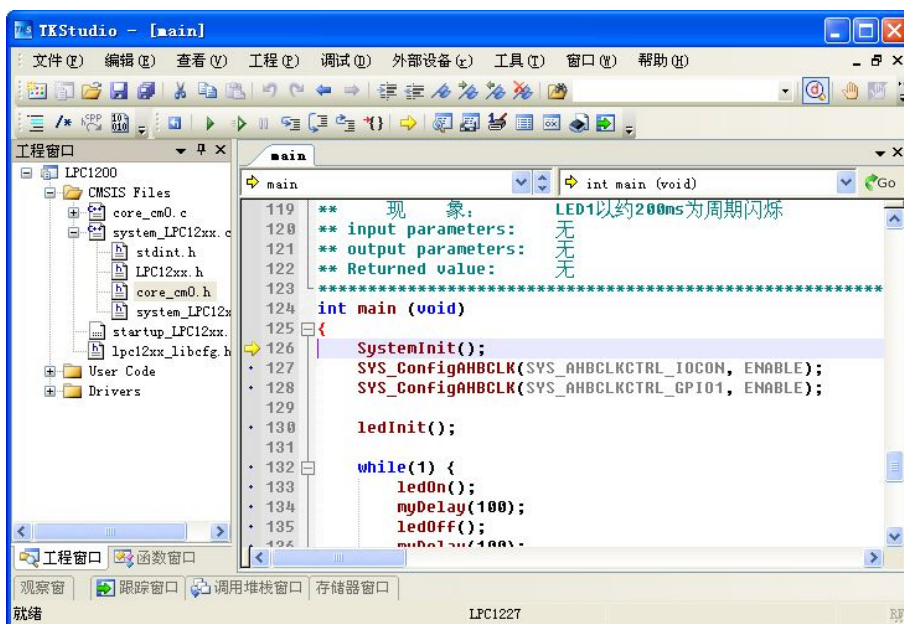 TKStudio - [main]
文件(F) 编辑(E) 查看(V) 工程(P) 调试(D) 外部设备(E) 工具(T) 窗口(W) 帮助(H)
工程窗口
LPC1200
CMSIS Files
core_cm0.c
system_LPC12xx.c
stdint.h
LPC12xx.h
core_cm0.h
system_LPC12x
startup_LPC12xx.
lpc12xx_libcfg.h
User Code
Drivers
工程窗口 函数窗口
main
main int main (void) Go
119 ** 现 象: LED1以约200ms为周期闪烁
120 ** input parameters: 无
121 ** output parameters: 无
122 ** Returned value: 无
123 **********************************************************
124 int main (void)
125 {
126 SystemInit();
127 SYS_ConfigAHBCLK(SYS_AHBCLKCTRL_IOCON, ENABLE);
128 SYS_ConfigAHBCLK(SYS_AHBCLKCTRL_GPIO1, ENABLE);
129
130 ledInit();
131
132 while(1) {
133 ledOn();
134 myDelay(100);
135 ledOff();
136 myDelay(100);
观察窗 跟踪窗口 调用堆栈窗口 存储器窗口
就绪 LPC1227